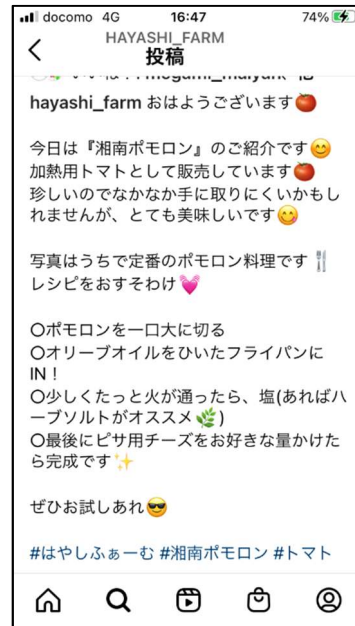 docomo 4G 16:47 74%
HAYASHI_FARM
投稿
hayashi_farm おはようございます🍅
今日は『湘南ポモロン』のご紹介です😋
加熱用トマトとして販売しています🍅
珍しいのでなかなか手に取りにくいかもし
れませんが、とても美味しいです😋
写真はうちで定番のポモロン料理です🍴
レシピをおすそわけ💓
○ポモロンを一口大に切る
○オリーブオイルをひいたフライパンに
IN！
○少しくたっと火が通ったら、塩(あればハ
ーブソルトがオススメ🌿)
○最後にピサ用チーズをお好きな量かけた
ら完成です✨
ぜひお試しあれ😎
#はやしふぁーむ #湘南ポモロン #トマト